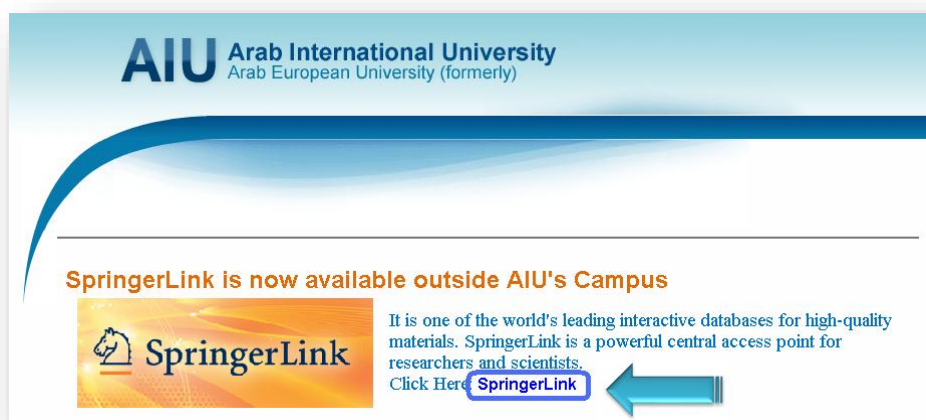 AIU Arab International University
Arab European University (formerly)
SpringerLink is now available outside AIU's Campus
SpringerLink
It is one of the world's leading interactive databases for high-quality
materials. SpringerLink is a powerful central access point for
researchers and scientists.
Click Here SpringerLink